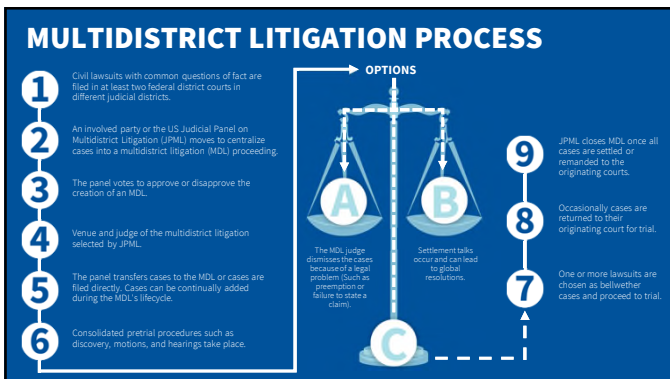 MULTIDISTRICT LITIGATION PROCESS
1
Civil lawsuits with common questions of fact are
filed in at least two federal district courts in
different judicial districts.
2
An involved party or the US Judicial Panel on
Multidistrict Litigation (JPML) moves to centralize
cases into a multidistrict litigation (MDL) proceeding.
3
The panel votes to approve or disapprove the
creation of an MDL.
4
Venue and judge of the multidistrict litigation
selected by JPML.
5
The panel transfers cases to the MDL or cases are
filed directly. Cases can be continually added
during the MDL's lifecycle.
6
Consolidated pretrial procedures such as
discovery, motions, and hearings take place.
OPTIONS
A
The MDL judge
dismisses the cases
because of a legal
problem (Such as
preemption or
failure to state a
claim).
B
Settlement talks
occur and can lead
to global
resolutions.
C
7
One or more lawsuits are
chosen as bellwether
cases and proceed to trial.
8
Occasionally cases are
returned to their
originating court for trial.
9
JPML closes MDL once all
cases are settled or
remanded to the
originating courts.